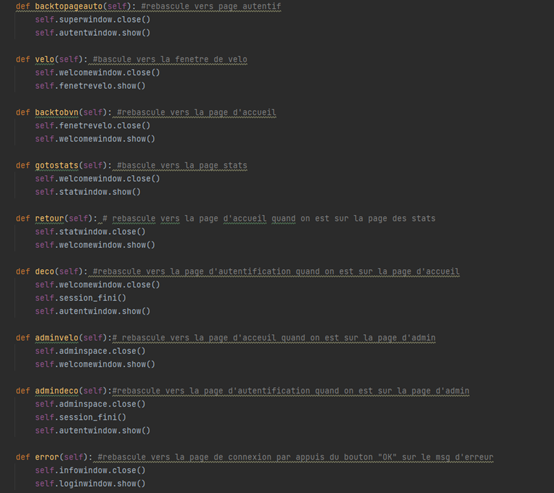 def backtopageauto(self): #rebascule vers page autentif
self.superwindow.close()
self.autentwindow.show()
def velo(self): #bascule vers la fenetre de velo
self.welcomewindow.close()
self.fenetrevelo.show()
def backtobvn(self): #rebascule vers la page d'accueil
self.fenetrevelo.close()
self.welcomewindow.show()
def gotostats(self): #bascule vers la page stats
self.welcomewindow.close()
self.statwindow.show()
def retour(self): # rebascule vers la page d'accueil quand on est sur la page des stats
self.statwindow.close()
self.welcomewindow.show()
def deco(self): #rebascule vers la page d'autentification quand on est sur la page d'accueil
self.welcomewindow.close()
self.session_fini()
self.autentwindow.show()
def adminvelo(self):# rebascule vers la page d'acceuil quand on est sur la page d'admin
self.adminspace.close()
self.welcomewindow.show()
def admindeco(self):#rebascule vers la page d'autentification quand on est sur la page d'admin
self.adminspace.close()
self.session_fini()
self.autentwindow.show()
def error(self): #rebascule vers la page de connexion par appuis du bouton "OK" sur le msg d'erreur
self.infowindow.close()
self.loginwindow.show()